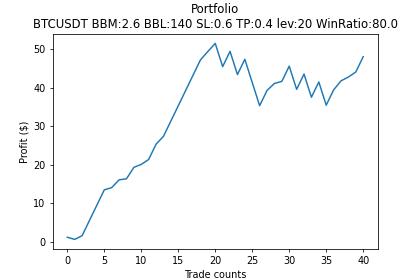 Portfolio
BTCUSDT BBM:2.6 BBL:140 SL:0.6 TP:0.4 lev:20 WinRatio:80.0
50
40
30
20
10
0
Profit ($)
0 5 10 15 20 25 30 35 40
Trade counts